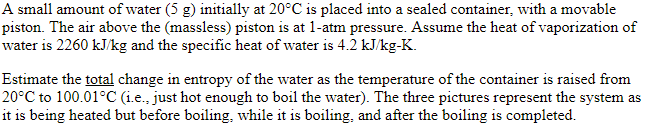 A small amount of water (5 g) initially at 20°C is placed into a sealed container, with a movable
piston. The air above the (massless) piston is at 1-atm pressure. Assume the heat of vaporization of
water is 2260 kJ/kg and the specific heat of water is 4.2 kJ/kg-K.
Estimate the total change in entropy of the water as the temperature of the container is raised from
20°C to 100.01°C (i.e., just hot enough to boil the water). The three pictures represent the system as
it is being heated but before boiling, while it is boiling, and after the boiling is completed.